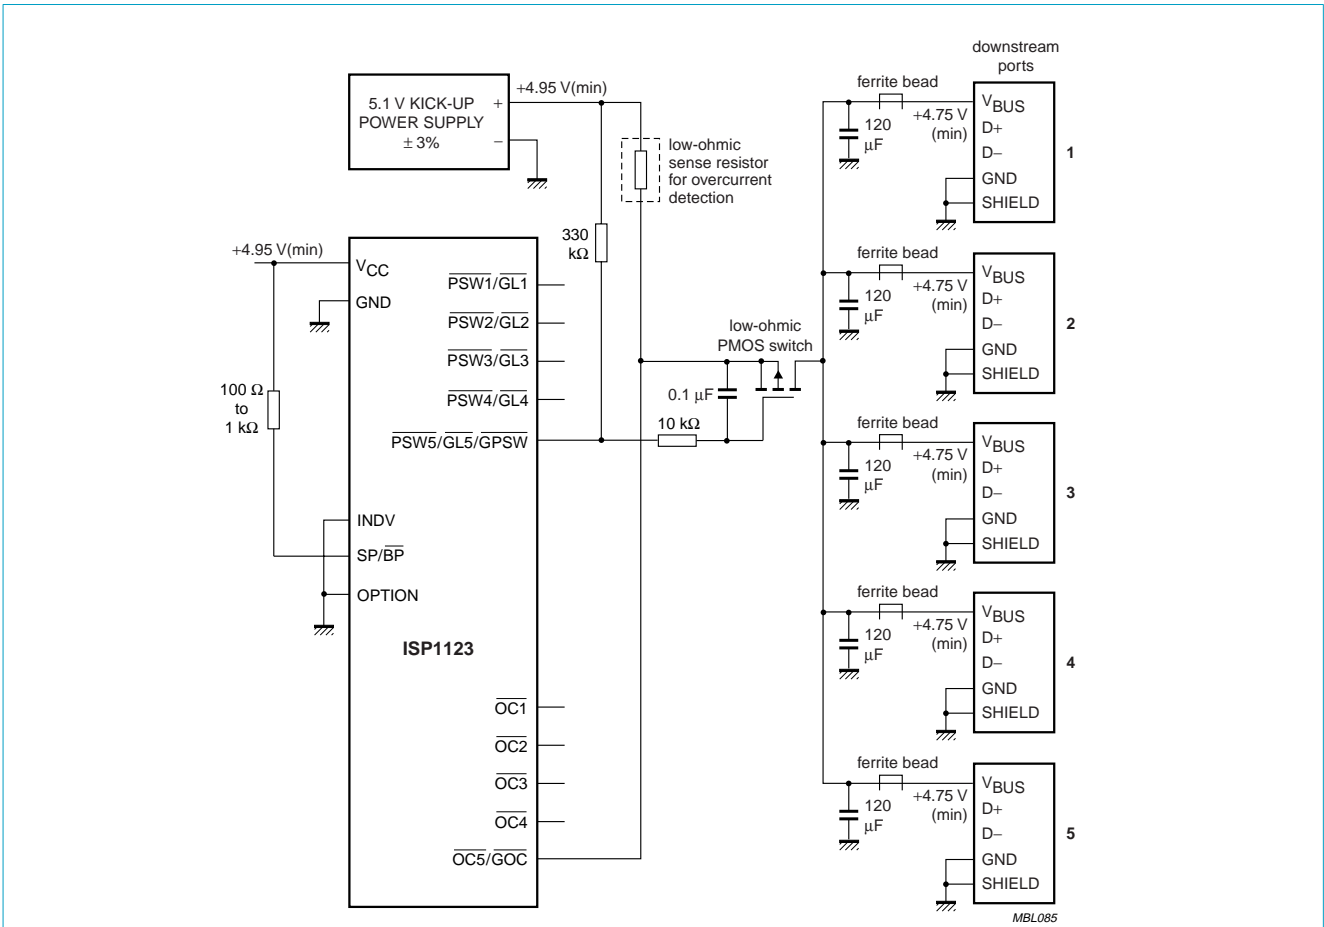 downstream
ports
5.1 V KICK-UP
POWER SUPPLY
± 3%
+
−
+4.95 V(min)
low-ohmic
sense resistor
for overcurrent
detection
330
kΩ
+4.95 V(min)
100 Ω
to
1 kΩ
VCC
GND
INDV
SP/BP
OPTION
ISP1123
PSW1/GL1
PSW2/GL2
PSW3/GL3
PSW4/GL4
PSW5/GL5/GPSW
OC1
OC2
OC3
OC4
OC5/GOC
low-ohmic
PMOS switch
0.1 μF
10 kΩ
ferrite bead
120
μF
+4.75 V
(min)
VBUS
D+
D−
GND
SHIELD
1
ferrite bead
120
μF
+4.75 V
(min)
VBUS
D+
D−
GND
SHIELD
2
ferrite bead
120
μF
+4.75 V
(min)
VBUS
D+
D−
GND
SHIELD
3
ferrite bead
120
μF
+4.75 V
(min)
VBUS
D+
D−
GND
SHIELD
4
ferrite bead
120
μF
+4.75 V
(min)
VBUS
D+
D−
GND
SHIELD
5
MBL085